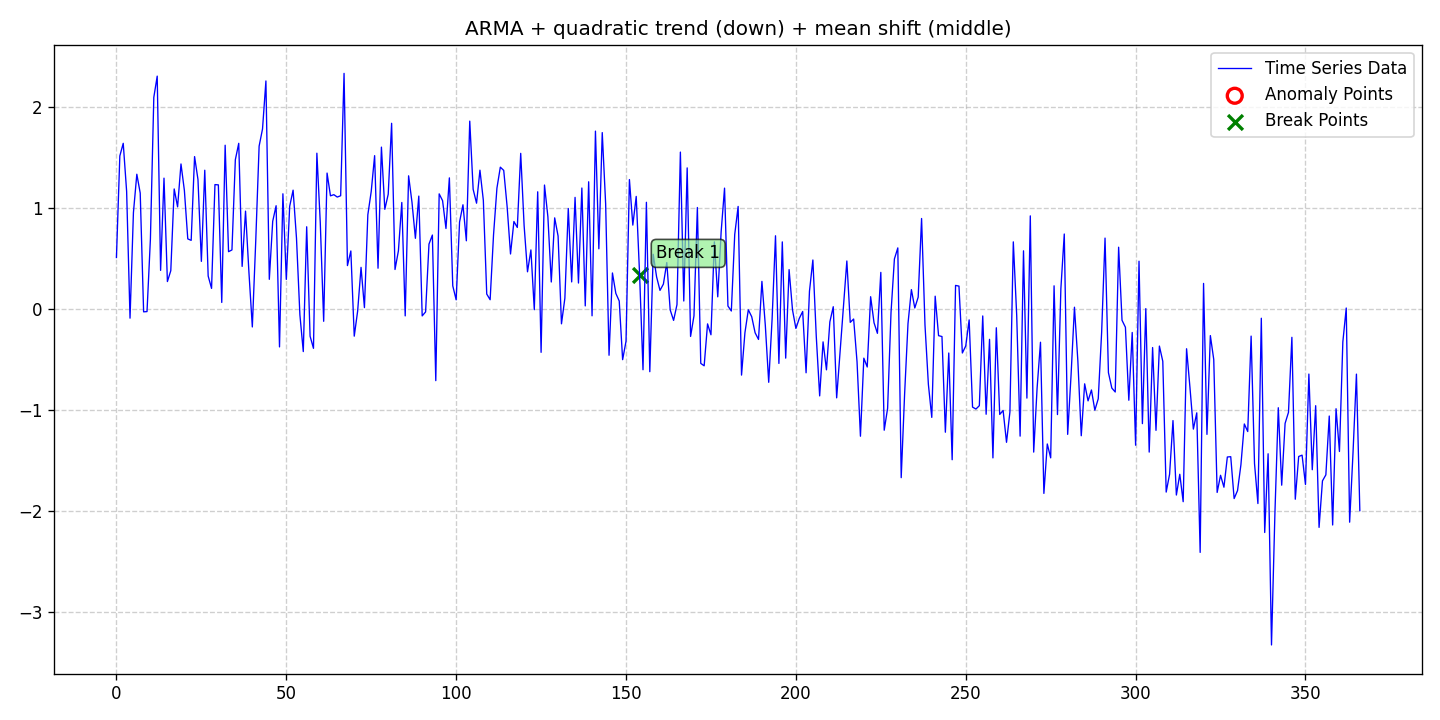 ARMA + quadratic trend (down) + mean shift (middle)
Time Series Data
Anomaly Points
Break Points
Break 1
2
1
0
−1
−2
−3
0 50 100 150 200 250 300 350